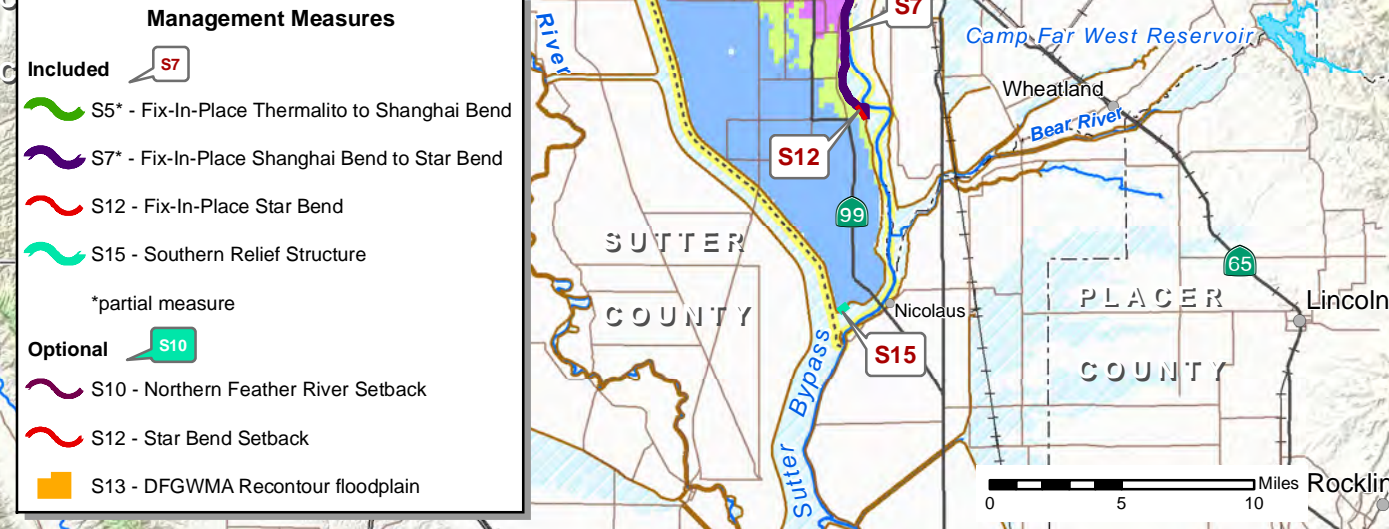 Management Measures
Included
S7
S5* - Fix-In-Place Thermalito to Shanghai Bend
S7* - Fix-In-Place Shanghai Bend to Star Bend
S12 - Fix-In-Place Star Bend
S15 - Southern Relief Structure
*partial measure
Optional
S10
S10 - Northern Feather River Setback
S12 - Star Bend Setback
S13 - DFGWMA Recontour floodplain
River
S7
Camp Far West Reservoir
Wheatland
Bear River
S12
99
SUTTER
COUNTY
65
PLACER
COUNTY
Lincoln
Nicolaus
S15
Sutter Bypass
0 5 10 Miles
Rocklin